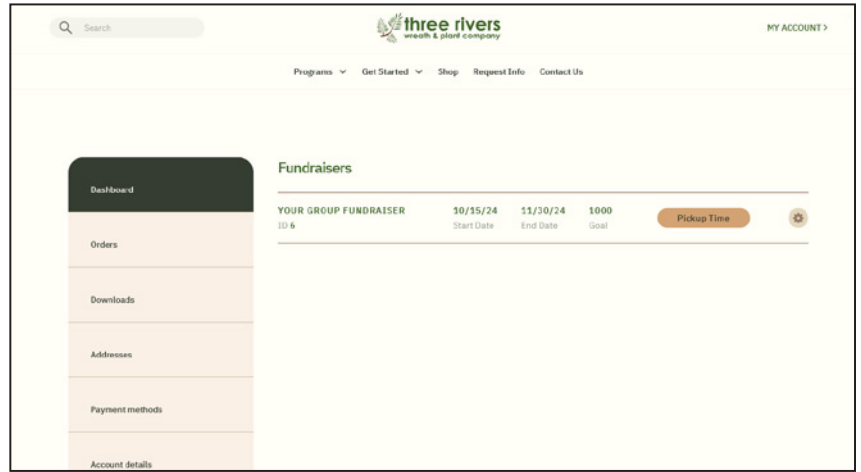 Search
three rivers
wreath & plant company
MY ACCOUNT >
Programs Get Started Shop Request Info Contact Us
Dashboard
Orders
Downloads
Addresses
Payment methods
Account details
Fundraisers
YOUR GROUP FUNDRAISER 10/15/24 11/30/24 1000 Pickup Time
ID 6 Start Date End Date Goal